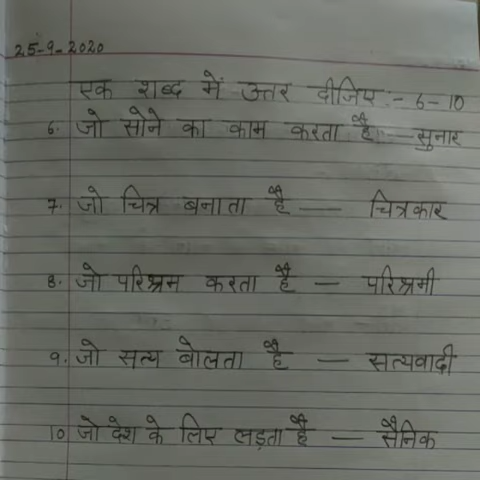 25-9-2020
एक शब्द में उत्तर दीजिए:- 6-10
6. जो सोने का काम करता है — सुनार
7. जो चित्र बनाता है — चित्रकार
8. जो परिश्रम करता है — परिश्रमी
9. जो सत्य बोलता है — सत्यवादी
10 जो देश के लिए लड़ता है — सैनिक